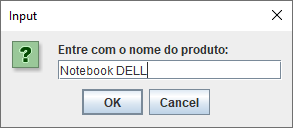 Input
Entre com o nome do produto:
Notebook DELL
OK
Cancel